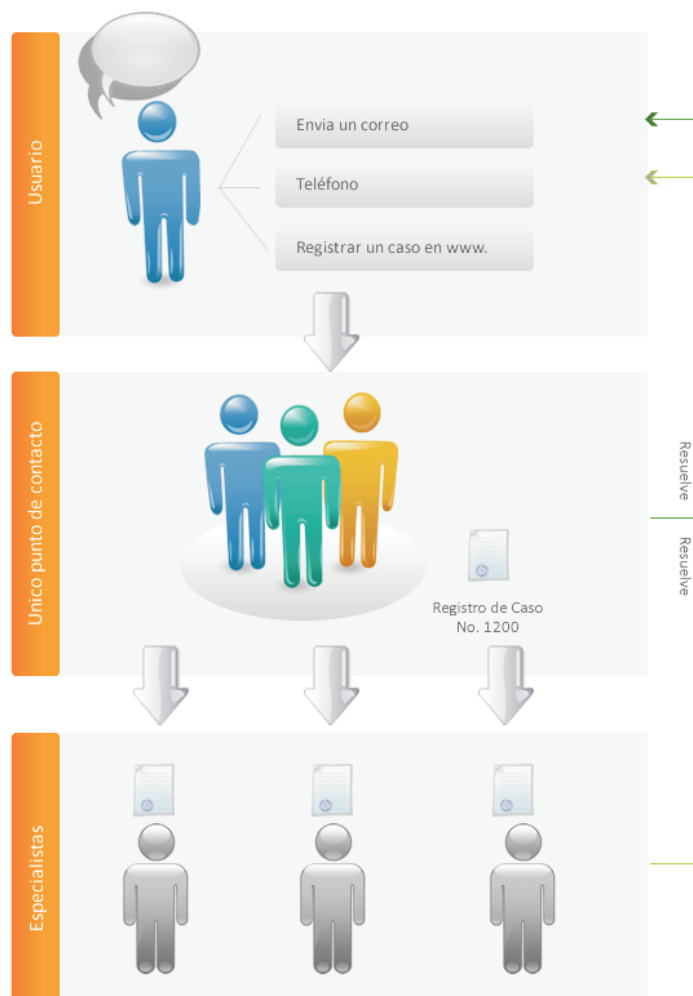 Usuario
Envia un correo
Teléfono
Registrar un caso en www.
Unico punto de contacto
Registro de Caso
No. 1200
Resuelve
Resuelve
Especialistas